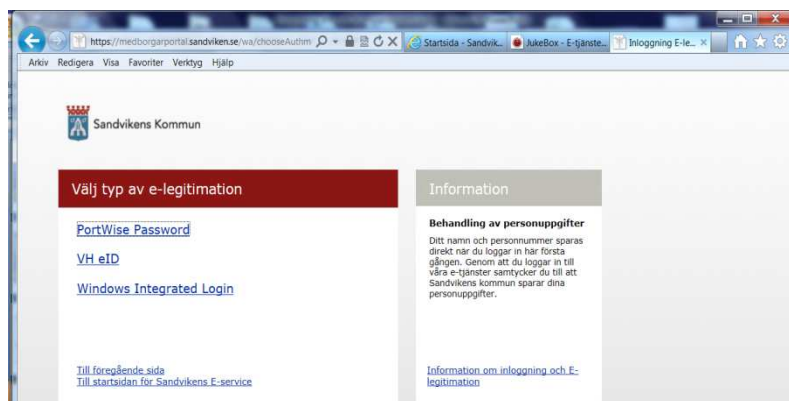 https://medborgarportal.sandviken.se/wa/chooseAuthm
Startsida - Sandvik...
JukeBox - E-tjänste...
Inloggning E-le...
Arkiv Redigera Visa Favoriter Verktyg Hjälp
Sandvikens Kommun
Välj typ av e-legitimation
PortWise Password
VH eID
Windows Integrated Login
Till föregående sida
Till startsidan för Sandvikens E-service
Information
Behandling av personuppgifter
Ditt namn och personnummer sparas
direkt när du loggar in här första
gången. Genom att du loggar in till
våra e-tjänster samtycker du till att
Sandvikens kommun sparar dina
personuppgifter.
Information om inloggning och E-
legitimation